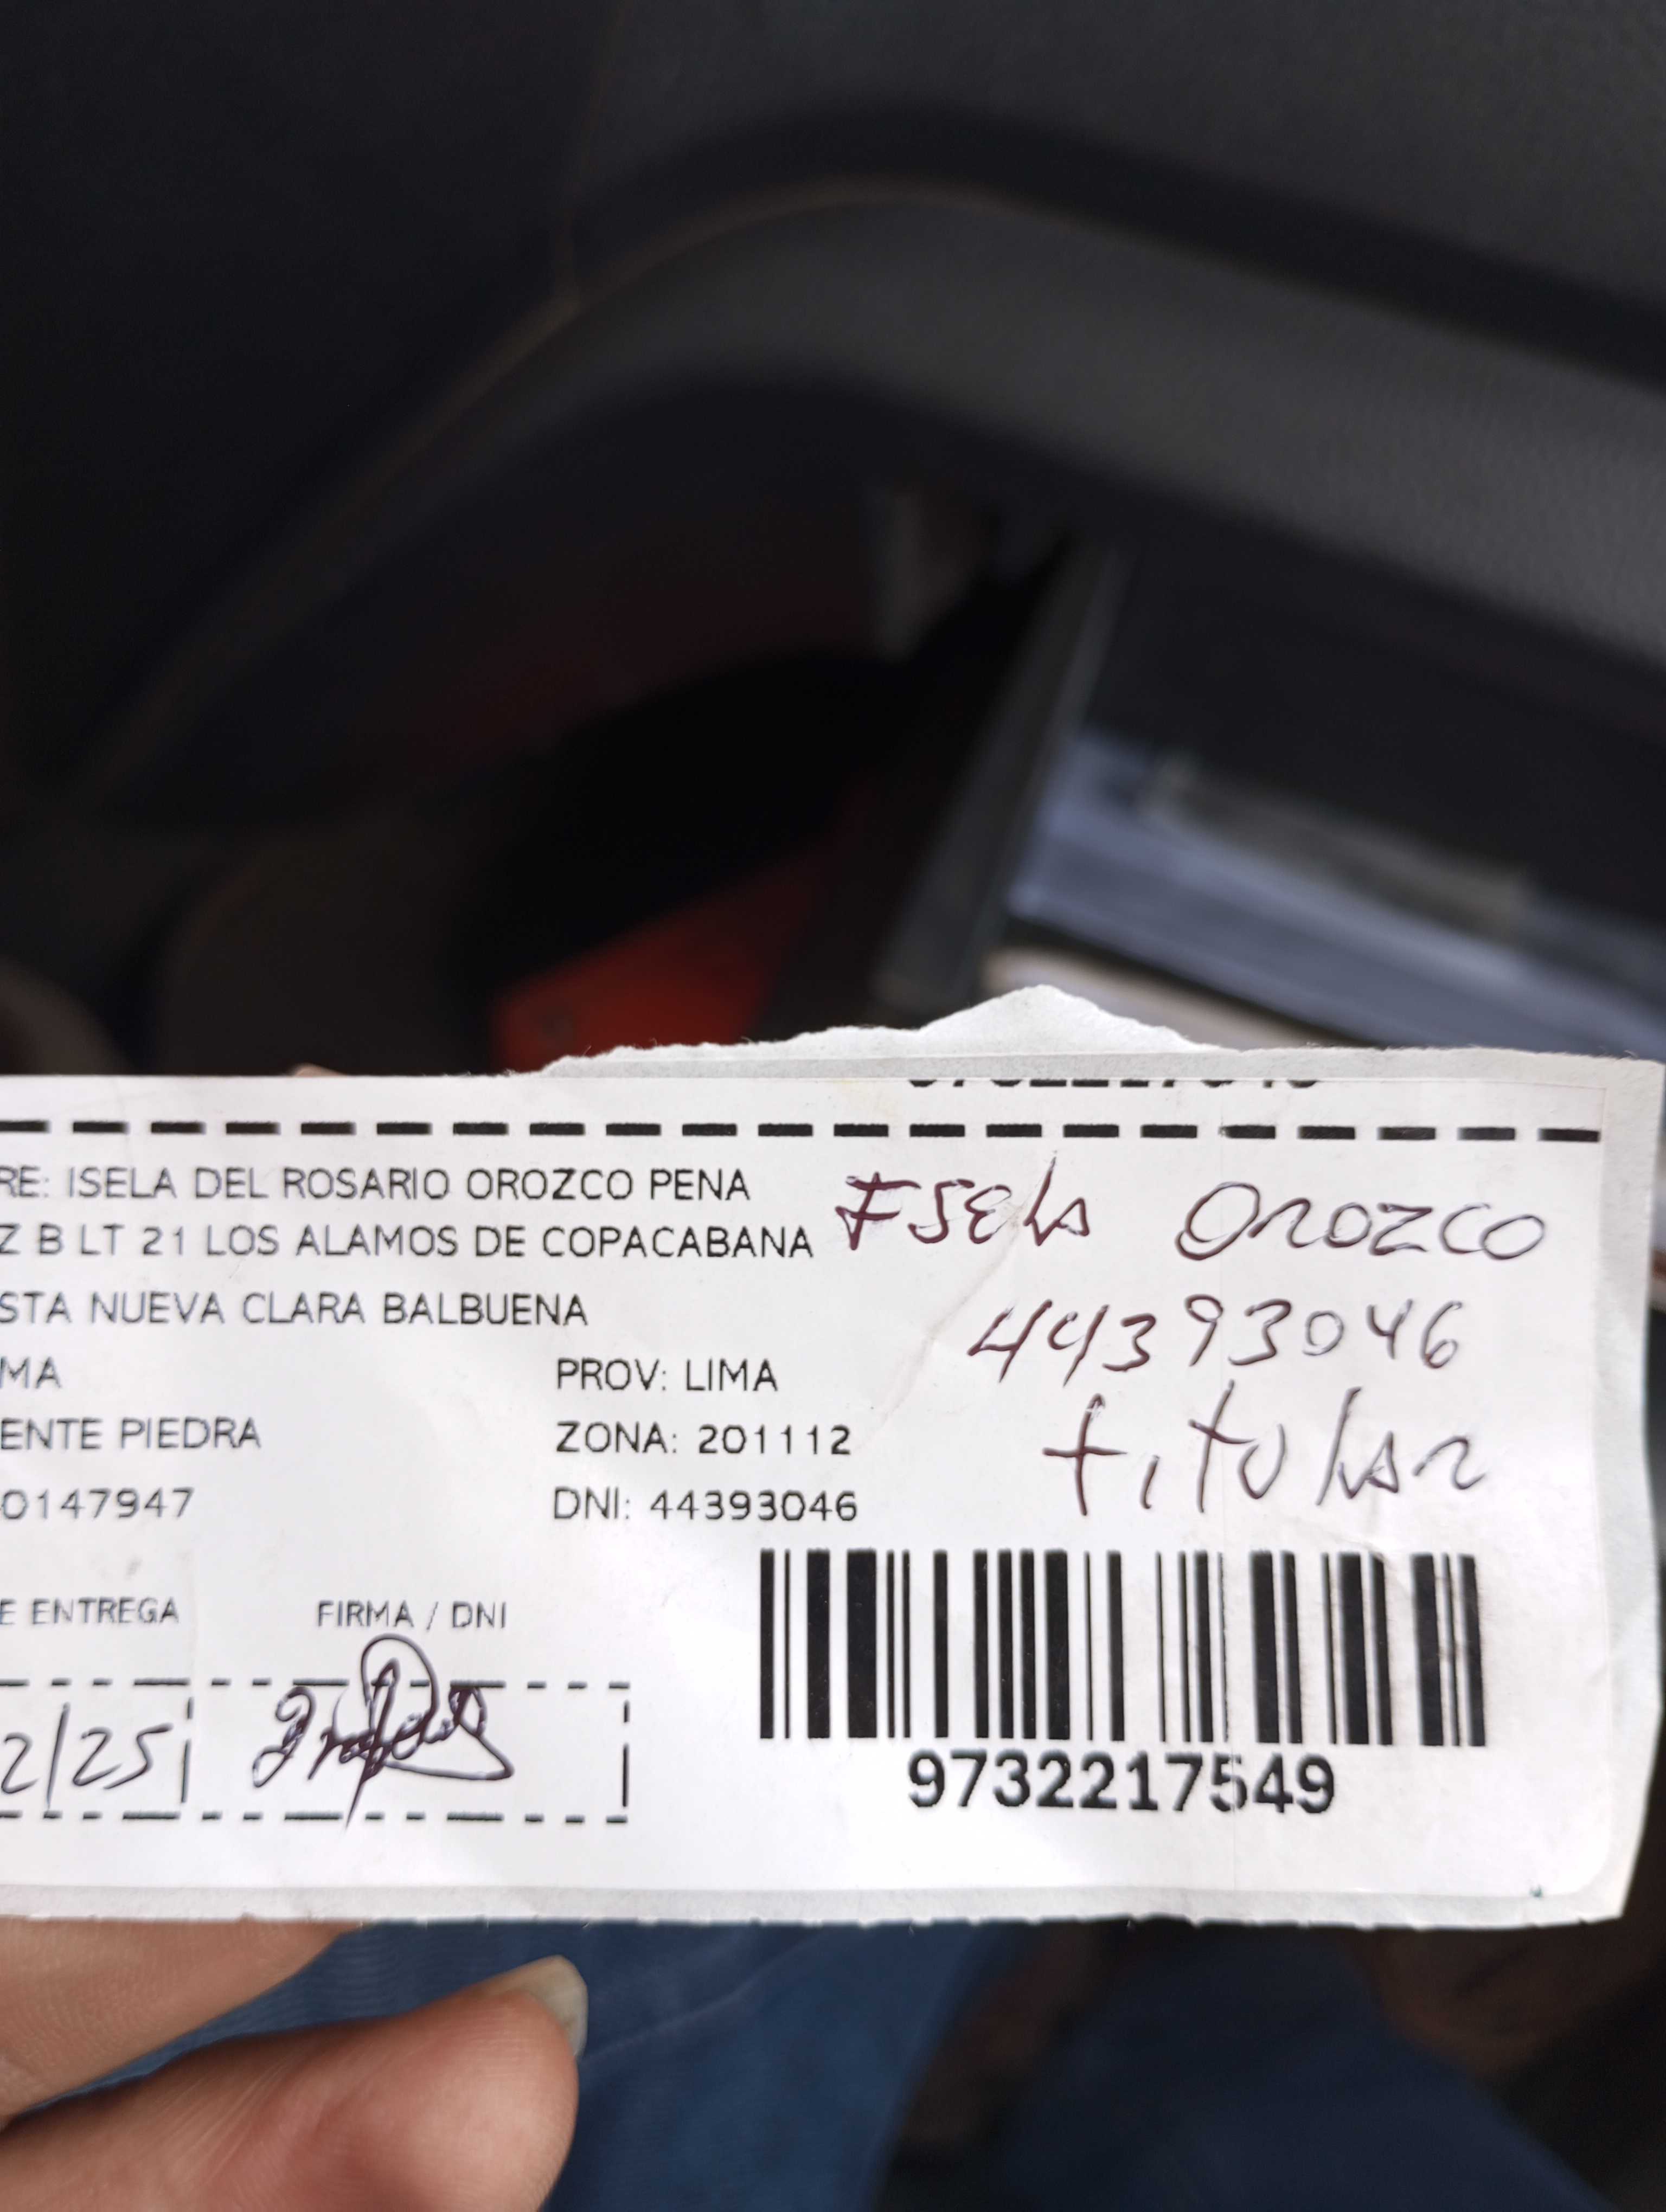 RE: ISELA DEL ROSARIO OROZCO PENA
Z B LT 21 LOS ALAMOS DE COPACABANA
STA NUEVA CLARA BALBUENA
MA
PROV: LIMA
ENTE PIEDRA
ZONA: 201112
0147947
DNI: 44393046
Isela Orozco
44393046
titular
E ENTREGA
FIRMA / DNI
2/25
9732217549